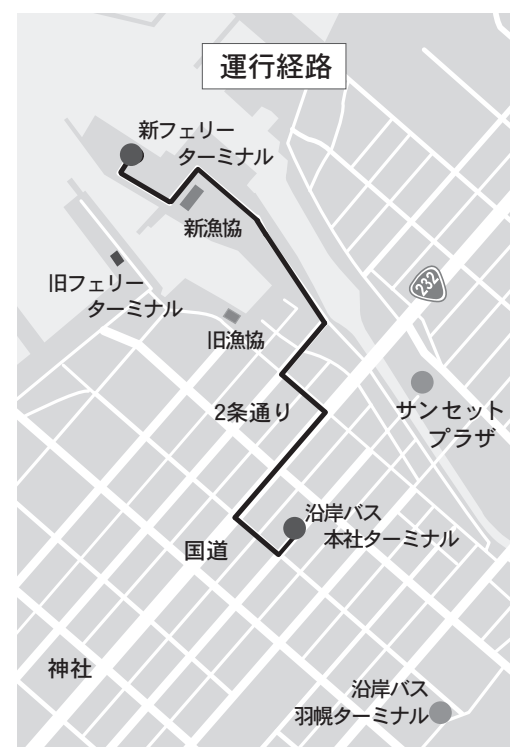 運行経路
新フェリー
ターミナル
新漁協
旧フェリー
ターミナル
232
旧漁協
2条通り
サンセット
プラザ
沿岸バス
本社ターミナル
国道
神社
沿岸バス
羽幌ターミナル